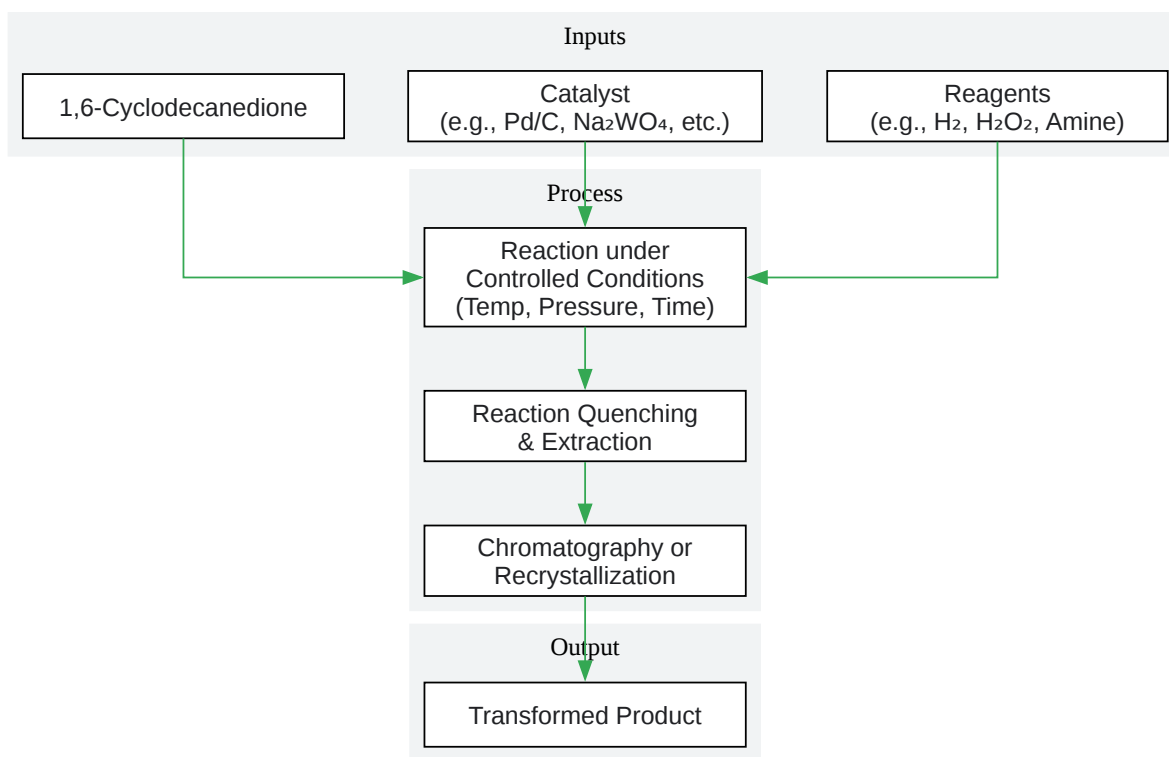 Inputs
1,6-Cyclodecanedione
Catalyst
(e.g., Pd/C, Na₂WO₄, etc.)
Reagents
(e.g., H₂, H₂O₂, Amine)
Process
Reaction under
Controlled Conditions
(Temp, Pressure, Time)
Reaction Quenching
& Extraction
Chromatography or
Recrystallization
Output
Transformed Product